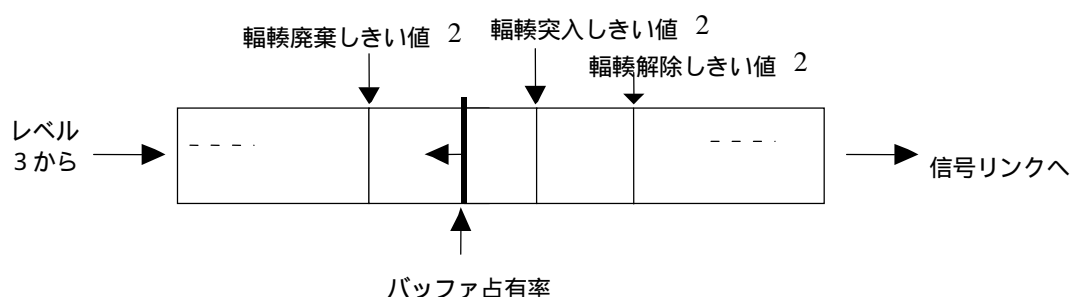 輻輳廃棄しきい値 2
輻輳突入しきい値 2
輻輳解除しきい値 2
レベル
3から
信号リンクへ
バッファ占有率